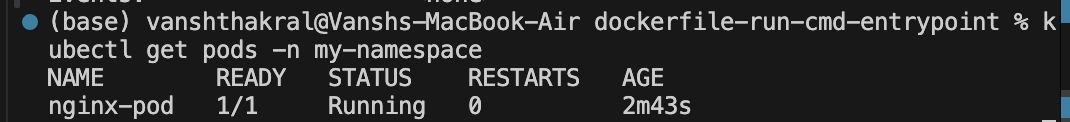 (base) vanshthakral@Vanshs-MacBook-Air dockerfile-run-cmd-entrypoint % k
ubectl get pods -n my-namespace
NAME READY STATUS RESTARTS AGE
nginx-pod 1/1 Running 0 2m43s